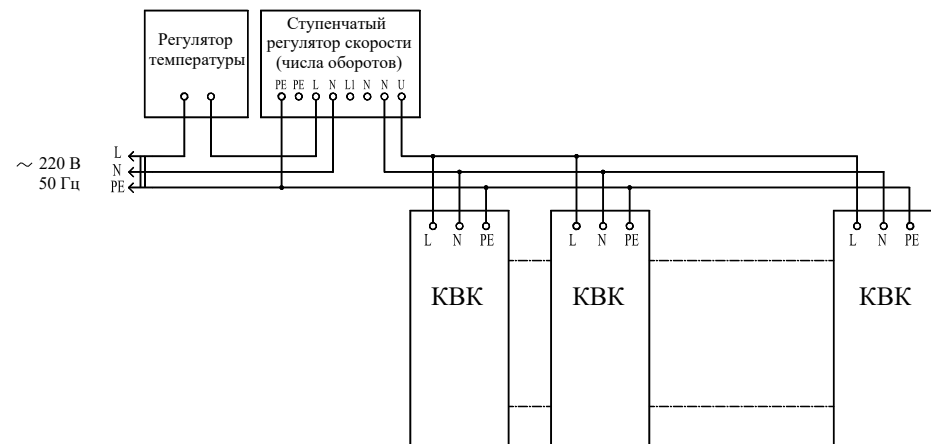 Регулятор
температуры
Ступенчатый
регулятор скорости
(числа оборотов)
PE PE L N L1 N N U
~ 220 В
50 Гц
L
N
PE
L N PE
КВК
L N PE
КВК
L N PE
КВК